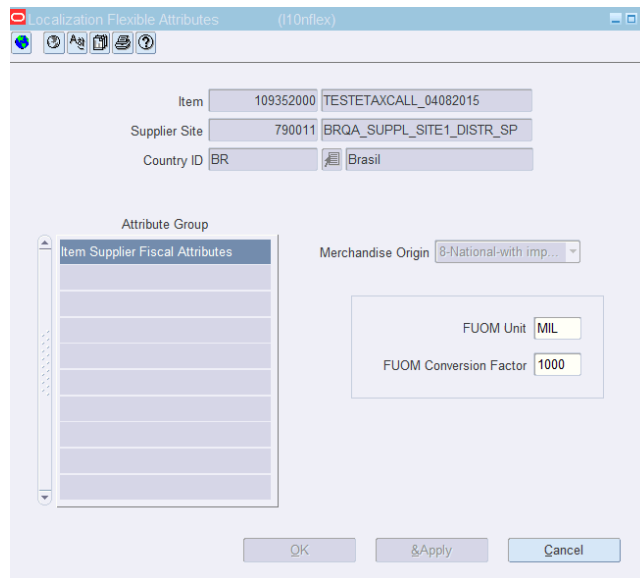 Localization Flexible Attributes (l10nflex)
Item 109352000 TESTETAXCALL_04082015
Supplier Site 790011 BRQA_SUPPL_SITE1_DISTR_SP
Country ID BR Brasil
Attribute Group
Item Supplier Fiscal Attributes
Merchandise Origin 8-National-with imp...
FUOM Unit MIL
FUOM Conversion Factor 1000
OK &Apply Cancel